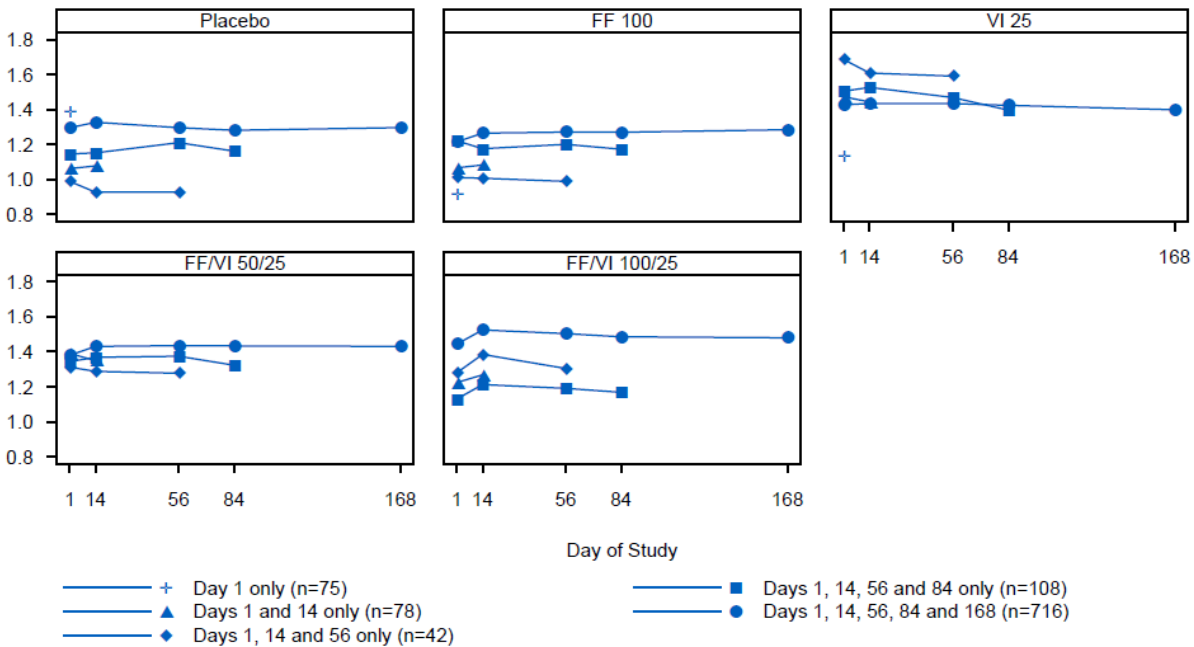 Placebo FF 100 VI 25
1.8
1.6
1.4
1.2
1.0
0.8
1 14 56 84 168
FF/VI 50/25 FF/VI 100/25
1.8
1.6
1.4
1.2
1.0
0.8
1 14 56 84 168 1 14 56 84 168
Day of Study
Day 1 only (n=75)
Days 1 and 14 only (n=78)
Days 1, 14 and 56 only (n=42)
Days 1, 14, 56 and 84 only (n=108)
Days 1, 14, 56, 84 and 168 (n=716)